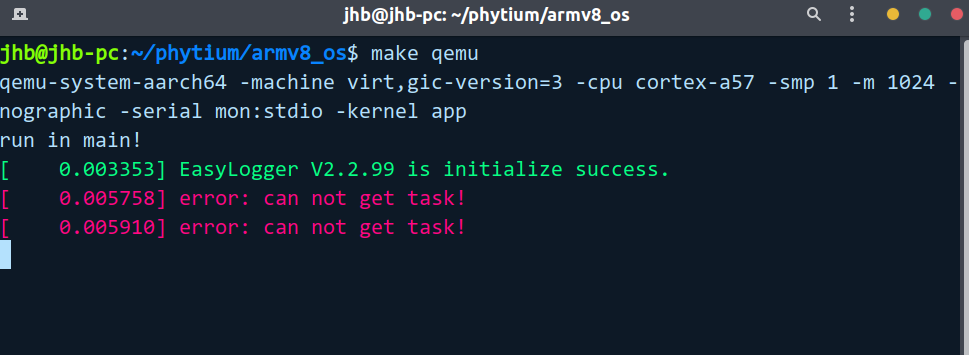 jhb@jhb-pc: ~/phytium/armv8_os
jhb@jhb-pc:~/phytium/armv8_os$ make qemu
qemu-system-aarch64 -machine virt,gic-version=3 -cpu cortex-a57 -smp 1 -m 1024 -
nographic -serial mon:stdio -kernel app
run in main!
[    0.003353] EasyLogger V2.2.99 is initialize success.
[    0.005758] error: can not get task!
[    0.005910] error: can not get task!